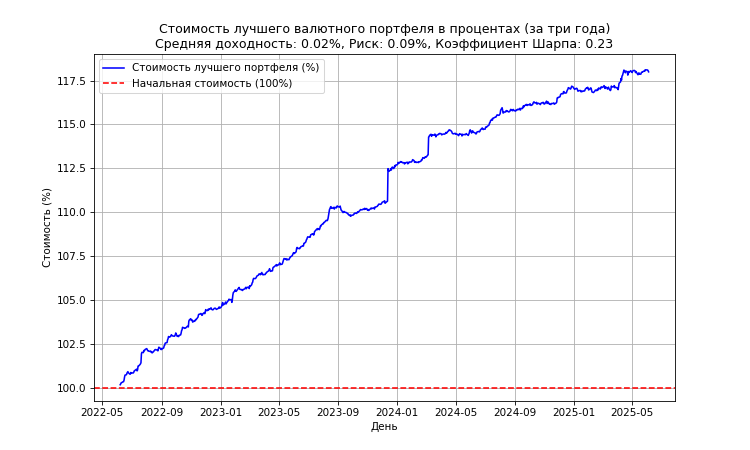 Стоимость лучшего валютного портфеля в процентах (за три года)
Средняя доходность: 0.02%, Риск: 0.09%, Коэффициент Шарпа: 0.23
Стоимость лучшего портфеля (%)
Начальная стоимость (100%)
Стоимость (%)
117.5
115.0
112.5
110.0
107.5
105.0
102.5
100.0
2022-05 2022-09 2023-01 2023-05 2023-09 2024-01 2024-05 2024-09 2025-01 2025-05
День